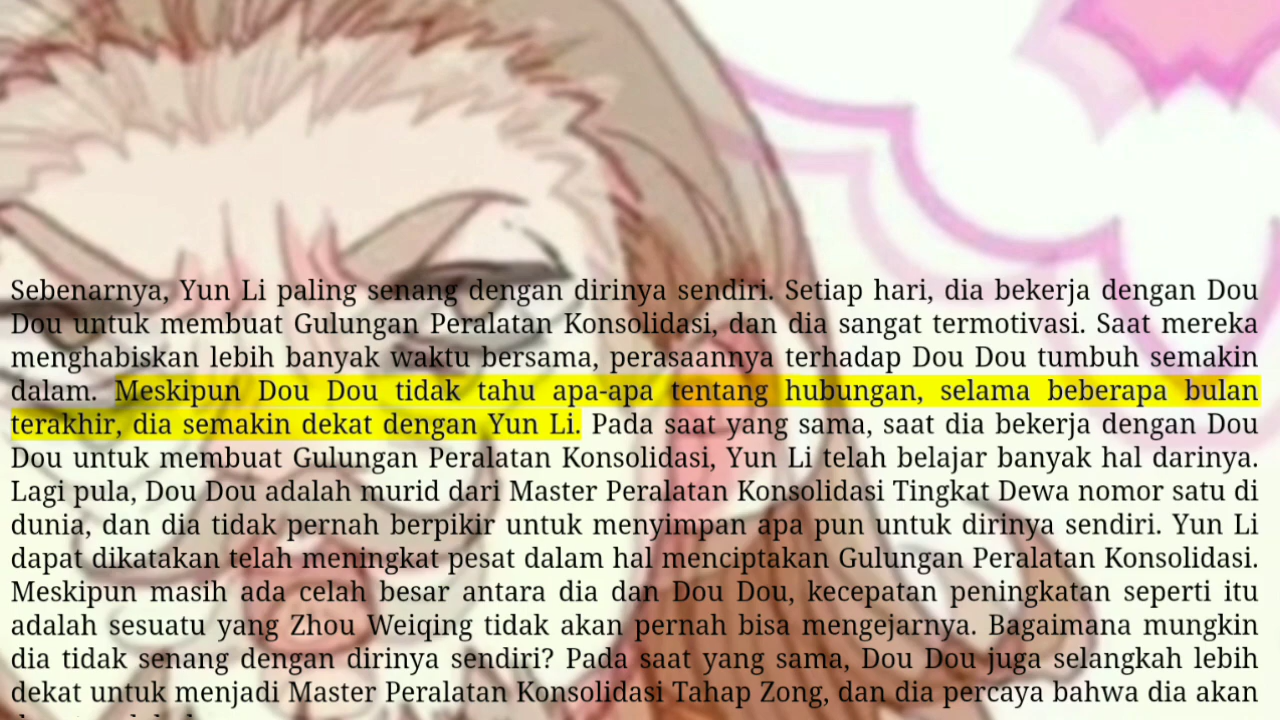 Sebenarnya, Yun Li paling senang dengan dirinya sendiri. Setiap hari, dia bekerja dengan Dou
Dou untuk membuat Gulungan Peralatan Konsolidasi, dan dia sangat termotivasi. Saat mereka
menghabiskan lebih banyak waktu bersama, perasaannya terhadap Dou Dou tumbuh semakin
dalam. Meskipun Dou Dou tidak tahu apa-apa tentang hubungan, selama beberapa bulan
terakhir, dia semakin dekat dengan Yun Li. Pada saat yang sama, saat dia bekerja dengan Dou
Dou untuk membuat Gulungan Peralatan Konsolidasi, Yun Li telah belajar banyak hal darinya.
Lagi pula, Dou Dou adalah murid dari Master Peralatan Konsolidasi Tingkat Dewa nomor satu di
dunia, dan dia tidak pernah berpikir untuk menyimpan apa pun untuk dirinya sendiri. Yun Li
dapat dikatakan telah meningkat pesat dalam hal menciptakan Gulungan Peralatan Konsolidasi.
Meskipun masih ada celah besar antara dia dan Dou Dou, kecepatan peningkatan seperti itu
adalah sesuatu yang Zhou Weiqing tidak akan pernah bisa mengejarnya. Bagaimana mungkin
dia tidak senang dengan dirinya sendiri? Pada saat yang sama, Dou Dou juga selangkah lebih
dekat untuk menjadi Master Peralatan Konsolidasi Tahap Zong, dan dia percaya bahwa dia akan